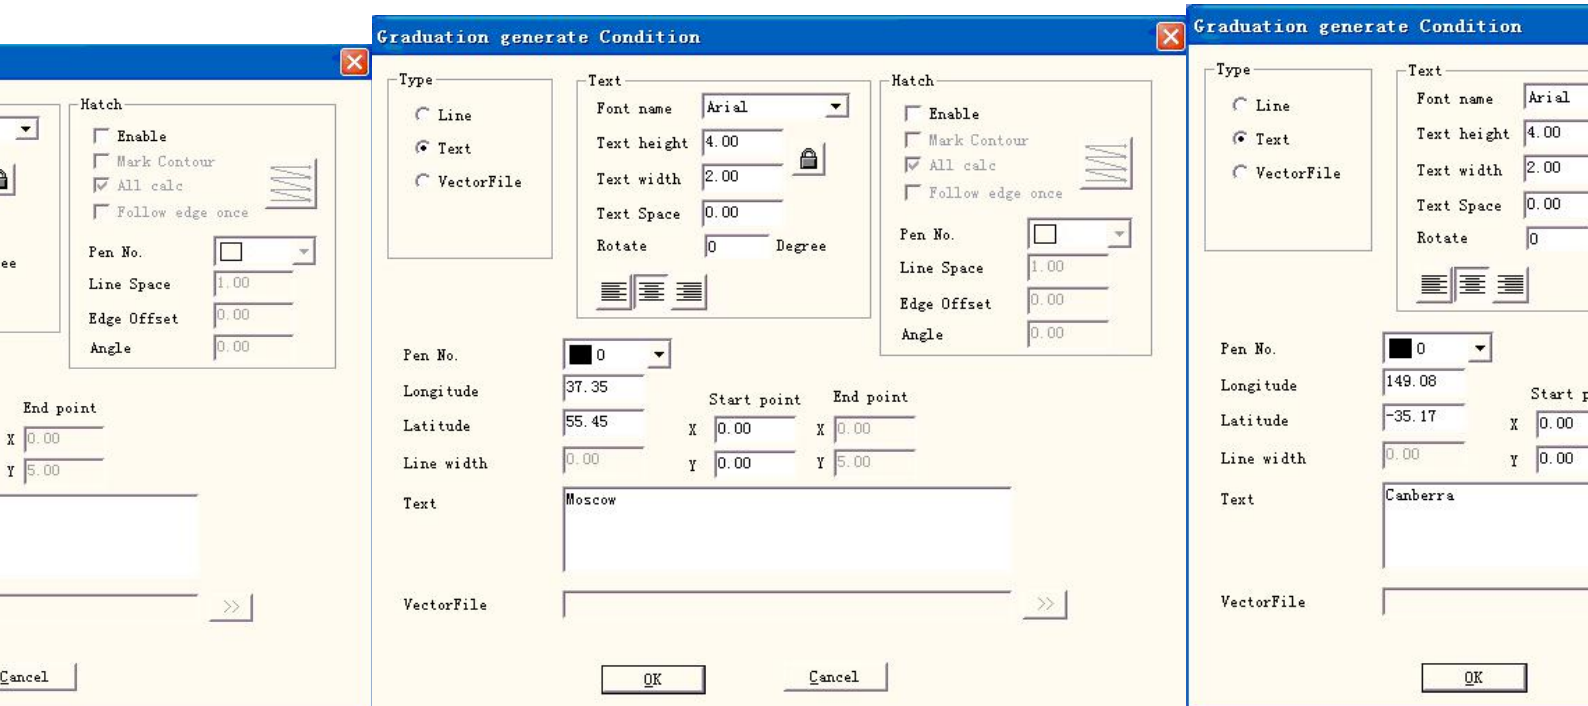 Hatch
Enable
Mark Contour
All calc
Follow edge once
Pen No.
Line Space 1.00
Edge Offset 0.00
Angle 0.00
End point
X 0.00
Y 5.00
>>
Cancel
Graduation generate Condition
Type
Line
Text
VectorFile
Text
Font name Arial
Text height 4.00
Text width 2.00
Text Space 0.00
Rotate 0 Degree
Hatch
Enable
Mark Contour
All calc
Follow edge once
Pen No.
Line Space 1.00
Edge Offset 0.00
Angle 0.00
Pen No. 0
Longitude 37.35
Latitude 55.45
Line width 0.00
Start point End point
X 0.00 X 0.00
Y 0.00 Y 5.00
Text Moscow
VectorFile >>
OK Cancel
Graduation generate Condition
Type
Line
Text
VectorFile
Text
Font name Arial
Text height 4.00
Text width 2.00
Text Space 0.00
Rotate 0
Pen No. 0
Longitude 149.08
Latitude -35.17
Line width 0.00
Start p
X 0.00
Y 0.00
Text Canberra
VectorFile
OK